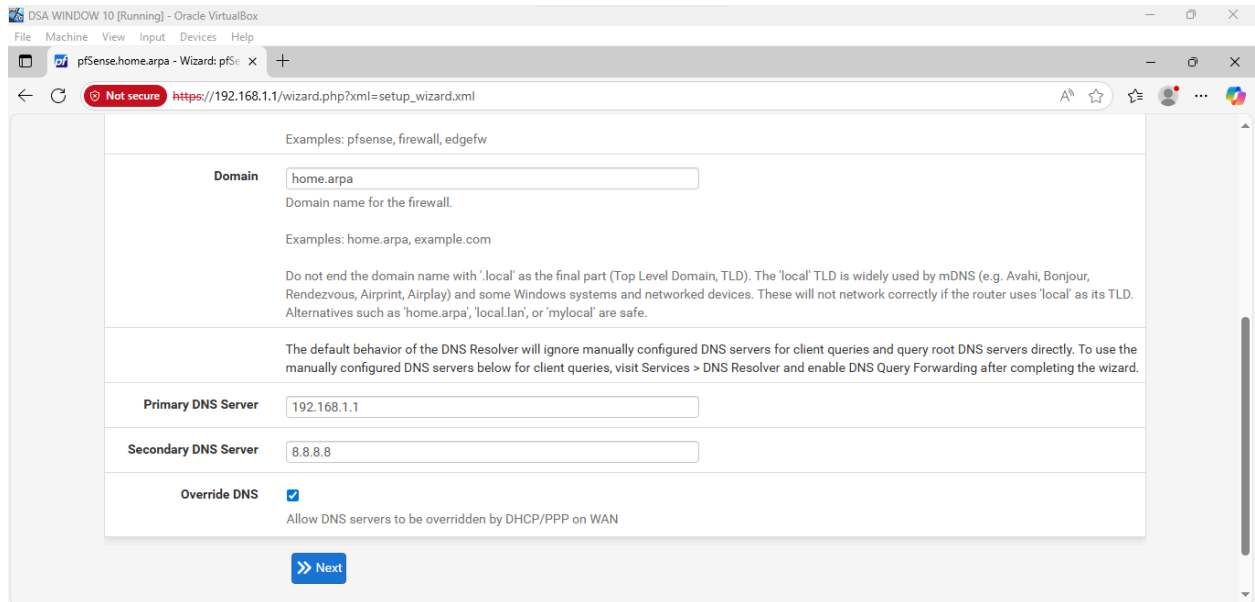 DSA WINDOW 10 [Running] - Oracle VirtualBox
File Machine View Input Devices Help
pf pfSense.home.arpa - Wizard: pfSe
Not secure https://192.168.1.1/wizard.php?xml=setup_wizard.xml
Examples: pfsense, firewall, edgefw
Domain home.arpa
Domain name for the firewall.
Examples: home.arpa, example.com
Do not end the domain name with '.local' as the final part (Top Level Domain, TLD). The 'local' TLD is widely used by mDNS (e.g. Avahi, Bonjour,
Rendezvous, Airprint, Airplay) and some Windows systems and networked devices. These will not network correctly if the router uses 'local' as its TLD.
Alternatives such as 'home.arpa', 'local.lan', or 'mylocal' are safe.
The default behavior of the DNS Resolver will ignore manually configured DNS servers for client queries and query root DNS servers directly. To use the
manually configured DNS servers below for client queries, visit Services > DNS Resolver and enable DNS Query Forwarding after completing the wizard.
Primary DNS Server 192.168.1.1
Secondary DNS Server 8.8.8.8
Override DNS
Allow DNS servers to be overridden by DHCP/PPP on WAN
Next